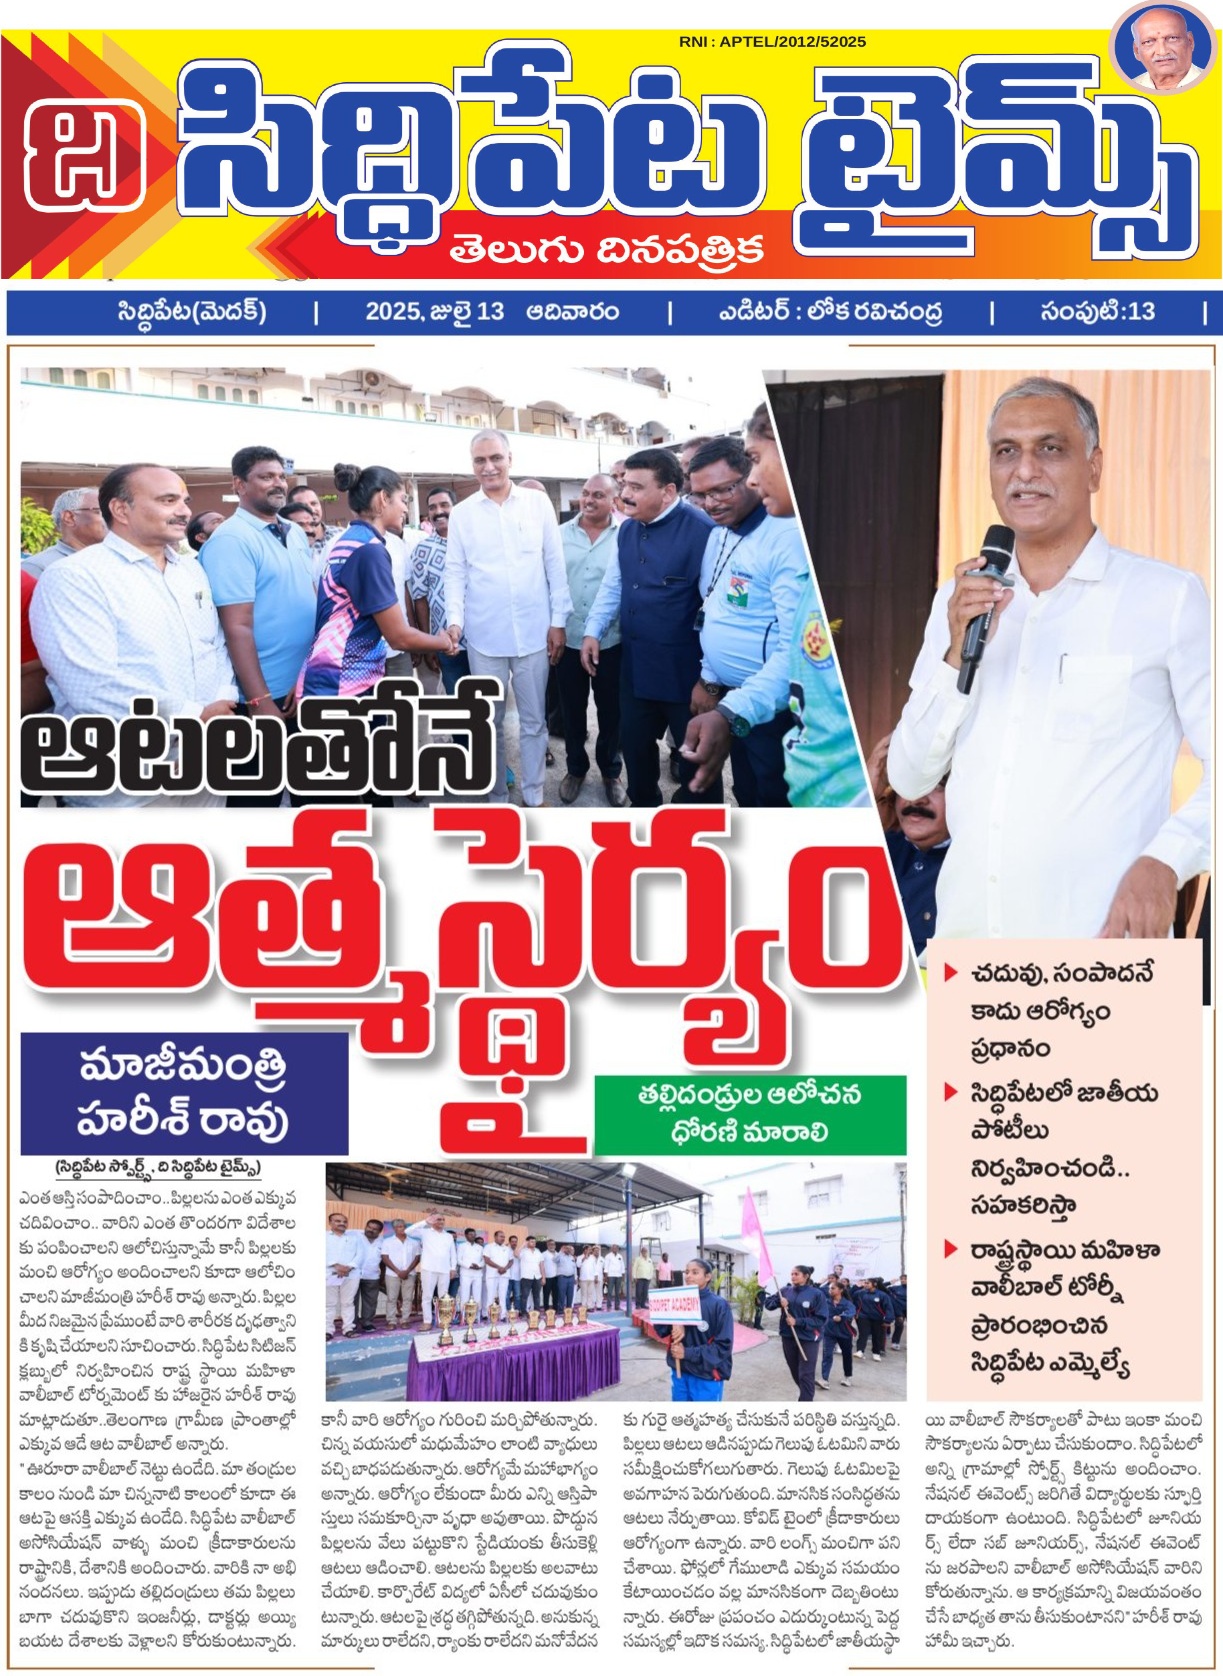 RNI : APTEL/2012/52025
ది సిద్ధిపేట టైమ్స్
తెలుగు దినపత్రిక
సిద్ధిపేట(మెదక్) | 2025, జులై 13 ఆదివారం | ఎడిటర్ : లోక రవిచంద్ర | సంపుటి:13 |
ఆటలతోనే
ఆత్మస్థైర్యం
మాజీమంత్రి
హరీశ్ రావు
తల్లిదండ్రుల ఆలోచన
ధోరణి మారాలి
చదువు, సంపాదనే
కాదు ఆరోగ్యం
ప్రధానం
సిద్ధిపేటలో జాతీయ
పోటీలు
నిర్వహించండి..
సహకరిస్తా
రాష్ట్రస్థాయి మహిళా
వాలీబాల్ టోర్నీ
ప్రారంభించిన
సిద్ధిపేట ఎమ్మెల్యే
(సిద్ధిపేట స్పోర్ట్స్, ది సిద్ధిపేట టైమ్స్)
ఎంత ఆస్తి సంపాదించాం.. పిల్లలను ఎంత ఎక్కువ
చదివించాం.. వారిని ఎంత తొందరగా విదేశాల
కు పంపించాలని ఆలోచిస్తున్నామే కానీ పిల్లలకు
మంచి ఆరోగ్యం అందించాలని కూడా ఆలోచిం
చాలని మాజీమంత్రి హరీశ్ రావు అన్నారు. పిల్లల
మీద నిజమైన ప్రేముంటే వారి శారీరక దృఢత్వాని
కి కృషి చేయాలని సూచించారు. సిద్ధిపేట సిటిజన్
క్లబ్బులో నిర్వహించిన రాష్ట్ర స్థాయి మహిళా
వాలీబాల్ టోర్నమెంట్ కు హాజరైన హరీశ్ రావు
మాట్లాడుతూ..తెలంగాణ గ్రామీణ ప్రాంతాల్లో
ఎక్కువ ఆడే ఆట వాలీబాల్ అన్నారు.
"ఊరూరా వాలీబాల్ నెట్టు ఉండేది. మా తండ్రుల
కాలం నుండి మా చిన్ననాటి కాలంలో కూడా ఈ
ఆటపై ఆసక్తి ఎక్కువ ఉండేది. సిద్ధిపేట వాలీబాల్
అసోసియేషన్ వాళ్ళు మంచి క్రీడాకారులను
రాష్ట్రానికి, దేశానికి అందించారు. వారికి నా అభి
నందనలు. ఇప్పుడు తల్లిదండ్రులు తమ పిల్లలు
బాగా చదువుకొని ఇంజనీర్లు, డాక్టర్లు అయ్యి
బయట దేశాలకు వెళ్లాలని కోరుకుంటున్నారు.
SIDDIPET ACADEMY
కానీ వారి ఆరోగ్యం గురించి మర్చిపోతున్నారు.
చిన్న వయసులో మధుమేహం లాంటి వ్యాధులు
వచ్చి బాధపడుతున్నారు. ఆరోగ్యమే మహాభాగ్యం
అన్నారు. ఆరోగ్యం లేకుండా మీరు ఎన్ని ఆస్తిపా
స్తులు సమకూర్చినా వృధా అవుతాయి. పొద్దున
పిల్లలను వేలు పట్టుకొని స్టేడియంకు తీసుకెళ్లి
ఆటలు ఆడించాలి. ఆటలను పిల్లలకు అలవాటు
చేయాలి. కార్పొరేట్ విద్యలో ఏసీలో చదువుకుం
టున్నారు. ఆటలపై శ్రద్ధ తగ్గిపోతున్నది. అనుకున్న
మార్కులు రాలేదని, ర్యాంకు రాలేదని మనోవేదన
కు గురై ఆత్మహత్య చేసుకునే పరిస్థితి వస్తున్నది.
పిల్లలు ఆటలు ఆడినప్పుడు గెలుపు ఓటమిని వారు
సమీక్షించుకోగలుగుతారు. గెలుపు ఓటమిలపై
అవగాహన పెరుగుతుంది. మానసిక సంసిద్ధతను
ఆటలు నేర్పుతాయి. కోవిడ్ టైంలో క్రీడాకారులు
ఆరోగ్యంగా ఉన్నారు. వారి లంగ్స్ మంచిగా పని
చేశాయి. ఫోన్లలో గేములాడి ఎక్కువ సమయం
కేటాయించడం వల్ల మానసికంగా దెబ్బతింటు
న్నారు. ఈరోజు ప్రపంచం ఎదుర్కుంటున్న పెద్ద
సమస్యల్లో ఇదొక సమస్య. సిద్ధిపేటలో జాతీయస్థా
యి వాలీబాల్ సౌకర్యాలతో పాటు ఇంకా మంచి
సౌకర్యాలను ఏర్పాటు చేసుకుందాం. సిద్దిపేటలో
అన్ని గ్రామాల్లో స్పోర్ట్స్ కిట్టును అందించాం.
నేషనల్ ఈవెంట్స్ జరిగితే విద్యార్థులకు స్ఫూర్తి
దాయకంగా ఉంటుంది. సిద్ధిపేటలో జూనియ
ర్స్ లేదా సబ్ జూనియర్స్, నేషనల్ ఈవెంట్
ను జరపాలని వాలీబాల్ అసోసియేషన్ వారిని
కోరుతున్నాను. ఆ కార్యక్రమాన్ని విజయవంతం
చేసే బాధ్యత తాను తీసుకుంటానని" హరీశ్ రావు
హామీ ఇచ్చారు.